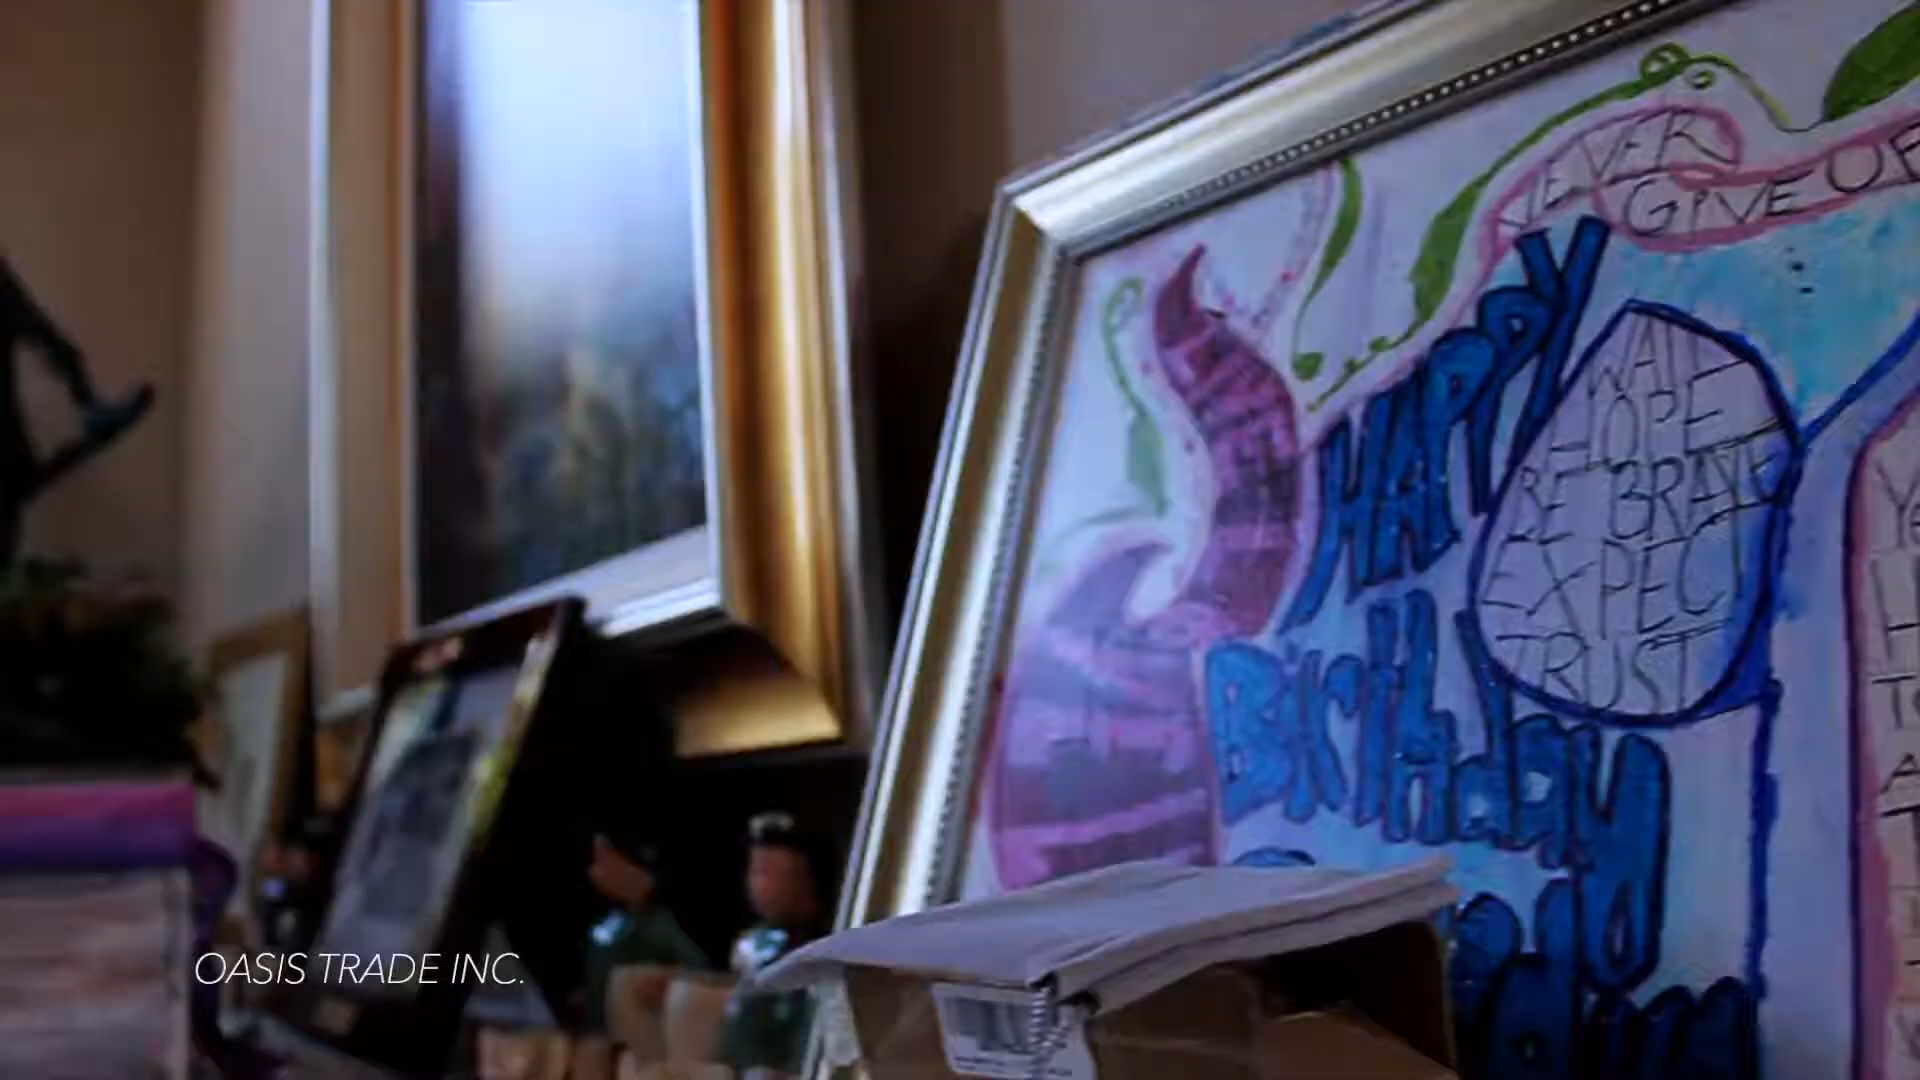 NEVER
GIVE UP
HAPPY
WAIT
HOPE
BE BRAVE
EXPECT
TRUST
BIrtHday
OASIS TRADE INC.